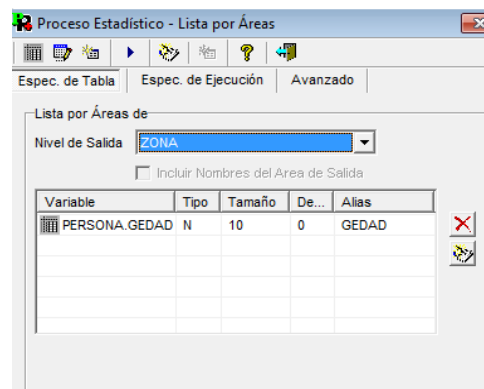 Proceso Estadístico - Lista por Áreas
Espec. de Tabla Espec. de Ejecución Avanzado
Lista por Áreas de
Nivel de Salida ZONA
Incluir Nombres del Area de Salida
Variable Tipo Tamaño De... Alias
PERSONA.GEDAD N 10 0 GEDAD